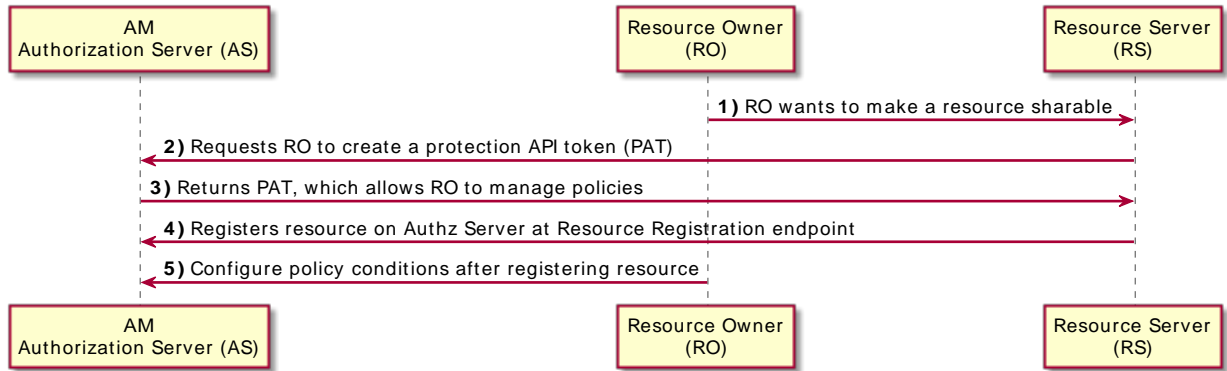 AM
Authorization Server (AS)
Resource Owner
(RO)
Resource Server
(RS)
1) RO wants to make a resource sharable
2) Requests RO to create a protection API token (PAT)
3) Returns PAT, which allows RO to manage policies
4) Registers resource on Authz Server at Resource Registration endpoint
5) Configure policy conditions after registering resource
AM
Authorization Server (AS)
Resource Owner
(RO)
Resource Server
(RS)